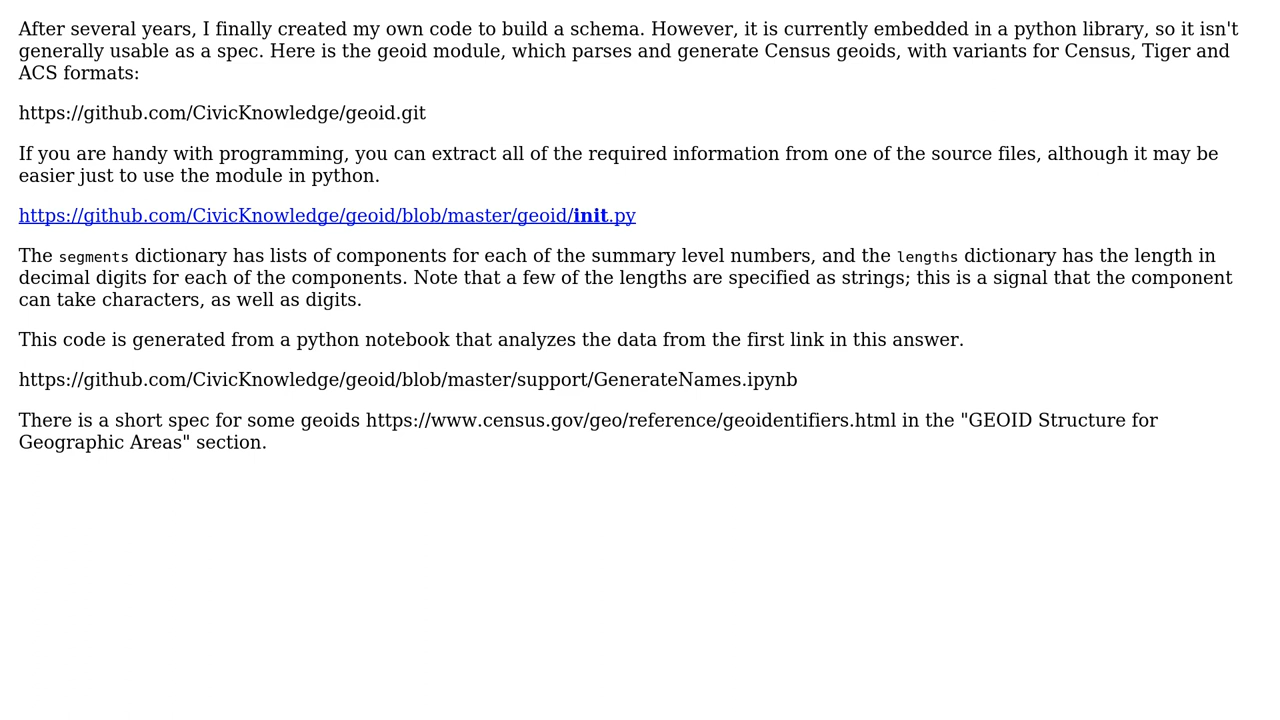 After several years, I finally created my own code to build a schema. However, it is currently embedded in a python library, so it isn't
generally usable as a spec. Here is the geoid module, which parses and generate Census geoids, with variants for Census, Tiger and
ACS formats:
https://github.com/CivicKnowledge/geoid.git
If you are handy with programming, you can extract all of the required information from one of the source files, although it may be
easier just to use the module in python.
https://github.com/CivicKnowledge/geoid/blob/master/geoid/init.py
The segments dictionary has lists of components for each of the summary level numbers, and the lengths dictionary has the length in
decimal digits for each of the components. Note that a few of the lengths are specified as strings; this is a signal that the component
can take characters, as well as digits.
This code is generated from a python notebook that analyzes the data from the first link in this answer.
https://github.com/CivicKnowledge/geoid/blob/master/support/GenerateNames.ipynb
There is a short spec for some geoids https://www.census.gov/geo/reference/geoidentifiers.html in the "GEOID Structure for
Geographic Areas" section.